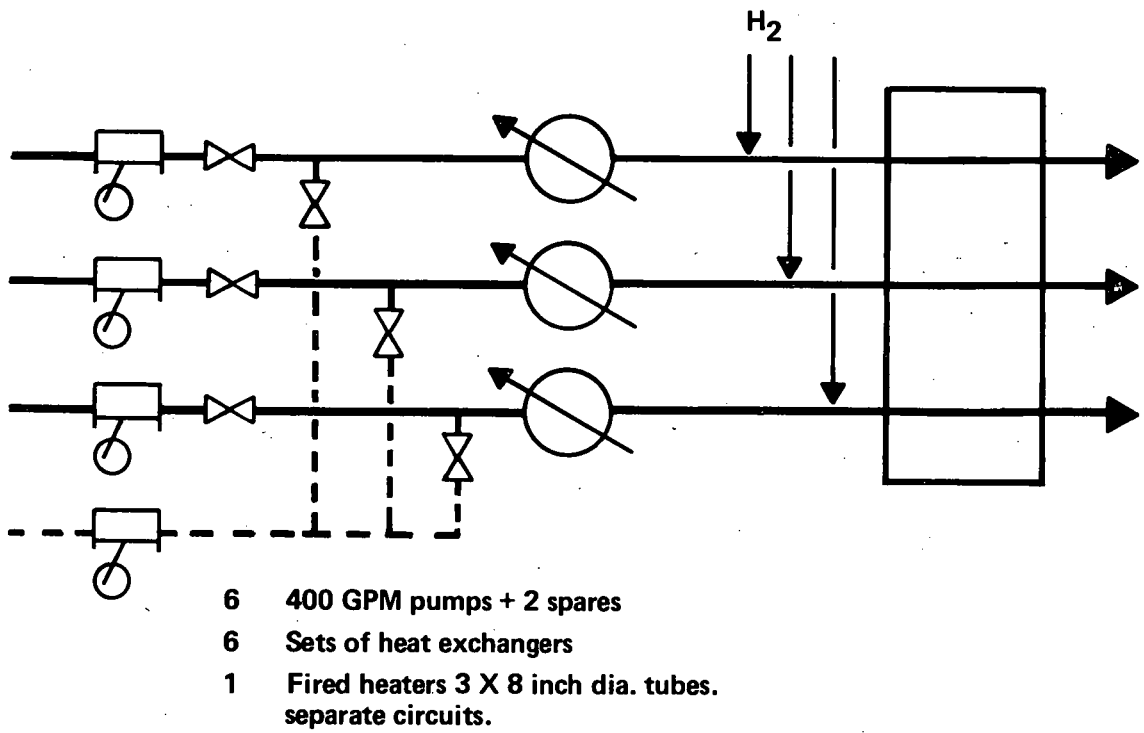 H2
6 400 GPM pumps + 2 spares
6 Sets of heat exchangers
1 Fired heaters 3 X 8 inch dia. tubes.
separate circuits.